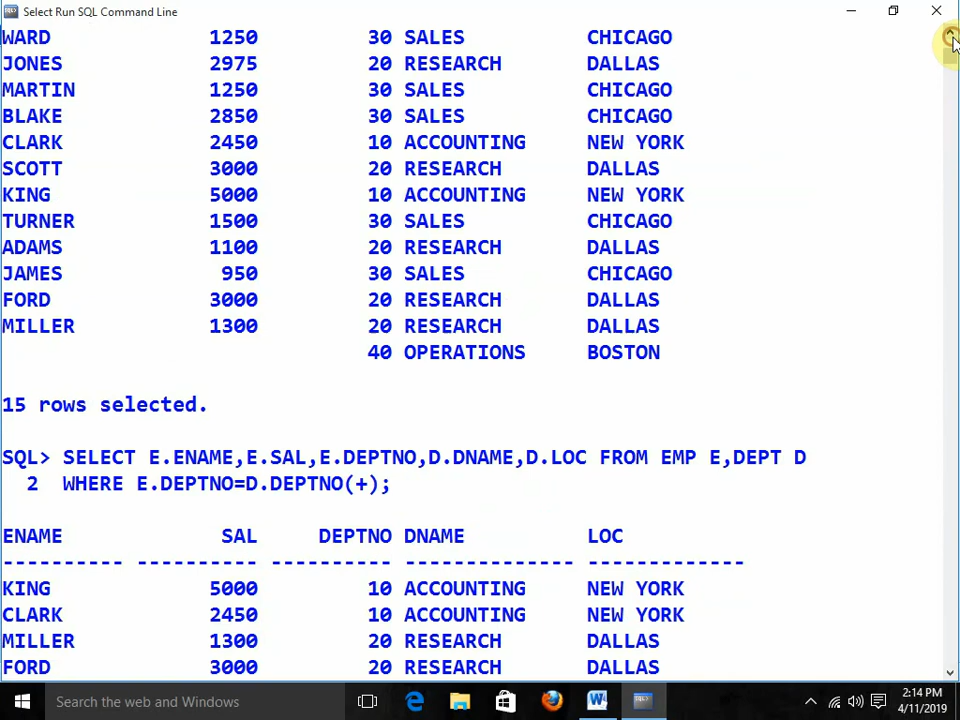 Select Run SQL Command Line
WARD 1250 30 SALES CHICAGO
JONES 2975 20 RESEARCH DALLAS
MARTIN 1250 30 SALES CHICAGO
BLAKE 2850 30 SALES CHICAGO
CLARK 2450 10 ACCOUNTING NEW YORK
SCOTT 3000 20 RESEARCH DALLAS
KING 5000 10 ACCOUNTING NEW YORK
TURNER 1500 30 SALES CHICAGO
ADAMS 1100 20 RESEARCH DALLAS
JAMES 950 30 SALES CHICAGO
FORD 3000 20 RESEARCH DALLAS
MILLER 1300 20 RESEARCH DALLAS
40 OPERATIONS BOSTON
15 rows selected.
SQL> SELECT E.ENAME,E.SAL,E.DEPTNO,D.DNAME,D.LOC FROM EMP E,DEPT D
2 WHERE E.DEPTNO=D.DEPTNO(+);
ENAME SAL DEPTNO DNAME LOC
---------- ---------- ---------- -------------- -------------
KING 5000 10 ACCOUNTING NEW YORK
CLARK 2450 10 ACCOUNTING NEW YORK
MILLER 1300 20 RESEARCH DALLAS
FORD 3000 20 RESEARCH DALLAS
Search the web and Windows
2:14 PM
4/11/2019